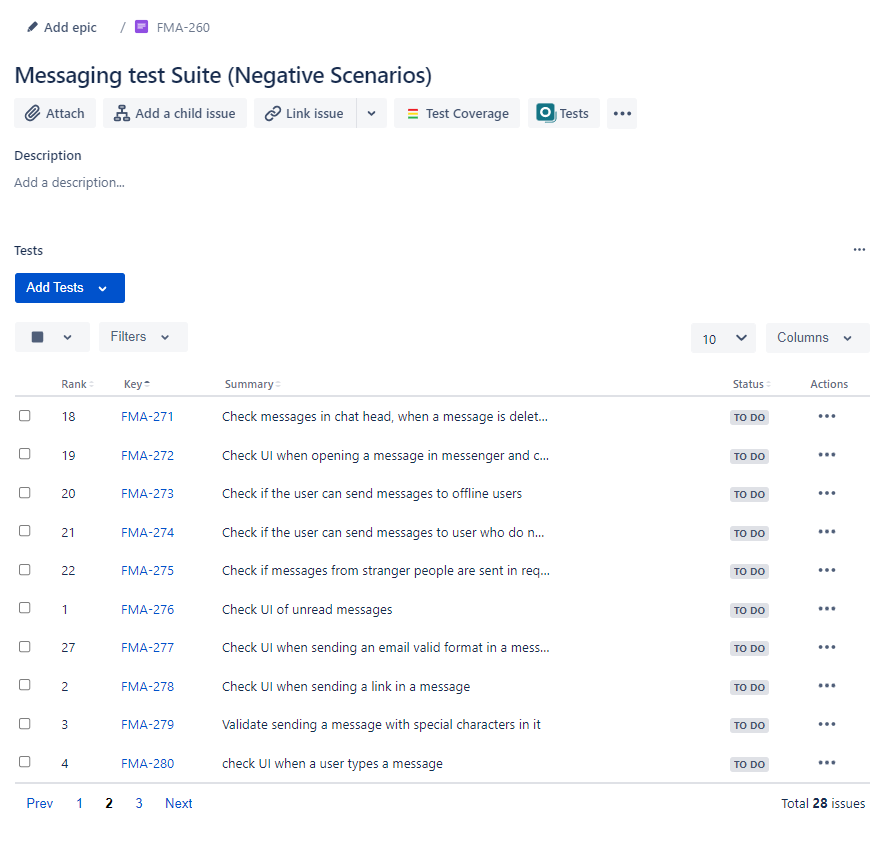 Add epic / FMA-260
Messaging test Suite (Negative Scenarios)
Attach Add a child issue Link issue Test Coverage Tests
Description
Add a description...
Tests
Add Tests
Filters 10 Columns
Rank Key Summary Status Actions
18 FMA-271 Check messages in chat head, when a message is delet... TO DO
19 FMA-272 Check UI when opening a message in messenger and c... TO DO
20 FMA-273 Check if the user can send messages to offline users TO DO
21 FMA-274 Check if the user can send messages to user who do n... TO DO
22 FMA-275 Check if messages from stranger people are sent in req... TO DO
1 FMA-276 Check UI of unread messages TO DO
27 FMA-277 Check UI when sending an email valid format in a mess... TO DO
2 FMA-278 Check UI when sending a link in a message TO DO
3 FMA-279 Validate sending a message with special characters in it TO DO
4 FMA-280 check UI when a user types a message TO DO
Prev 1 2 3 Next Total 28 issues